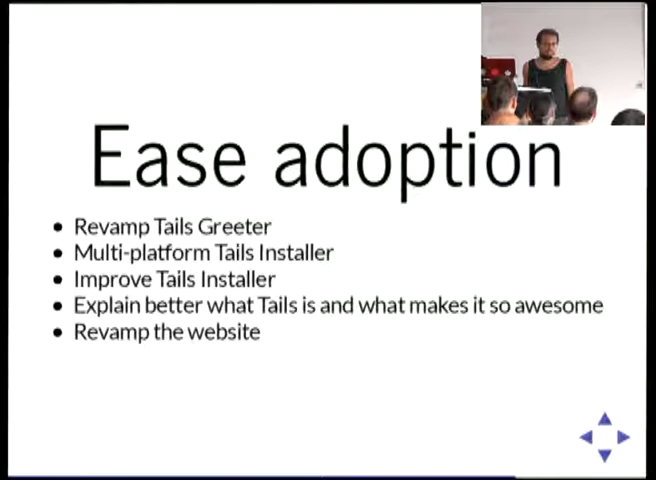 Ease adoption
Revamp Tails Greeter
Multi-platform Tails Installer
Improve Tails Installer
Explain better what Tails is and what makes it so awesome
Revamp the website